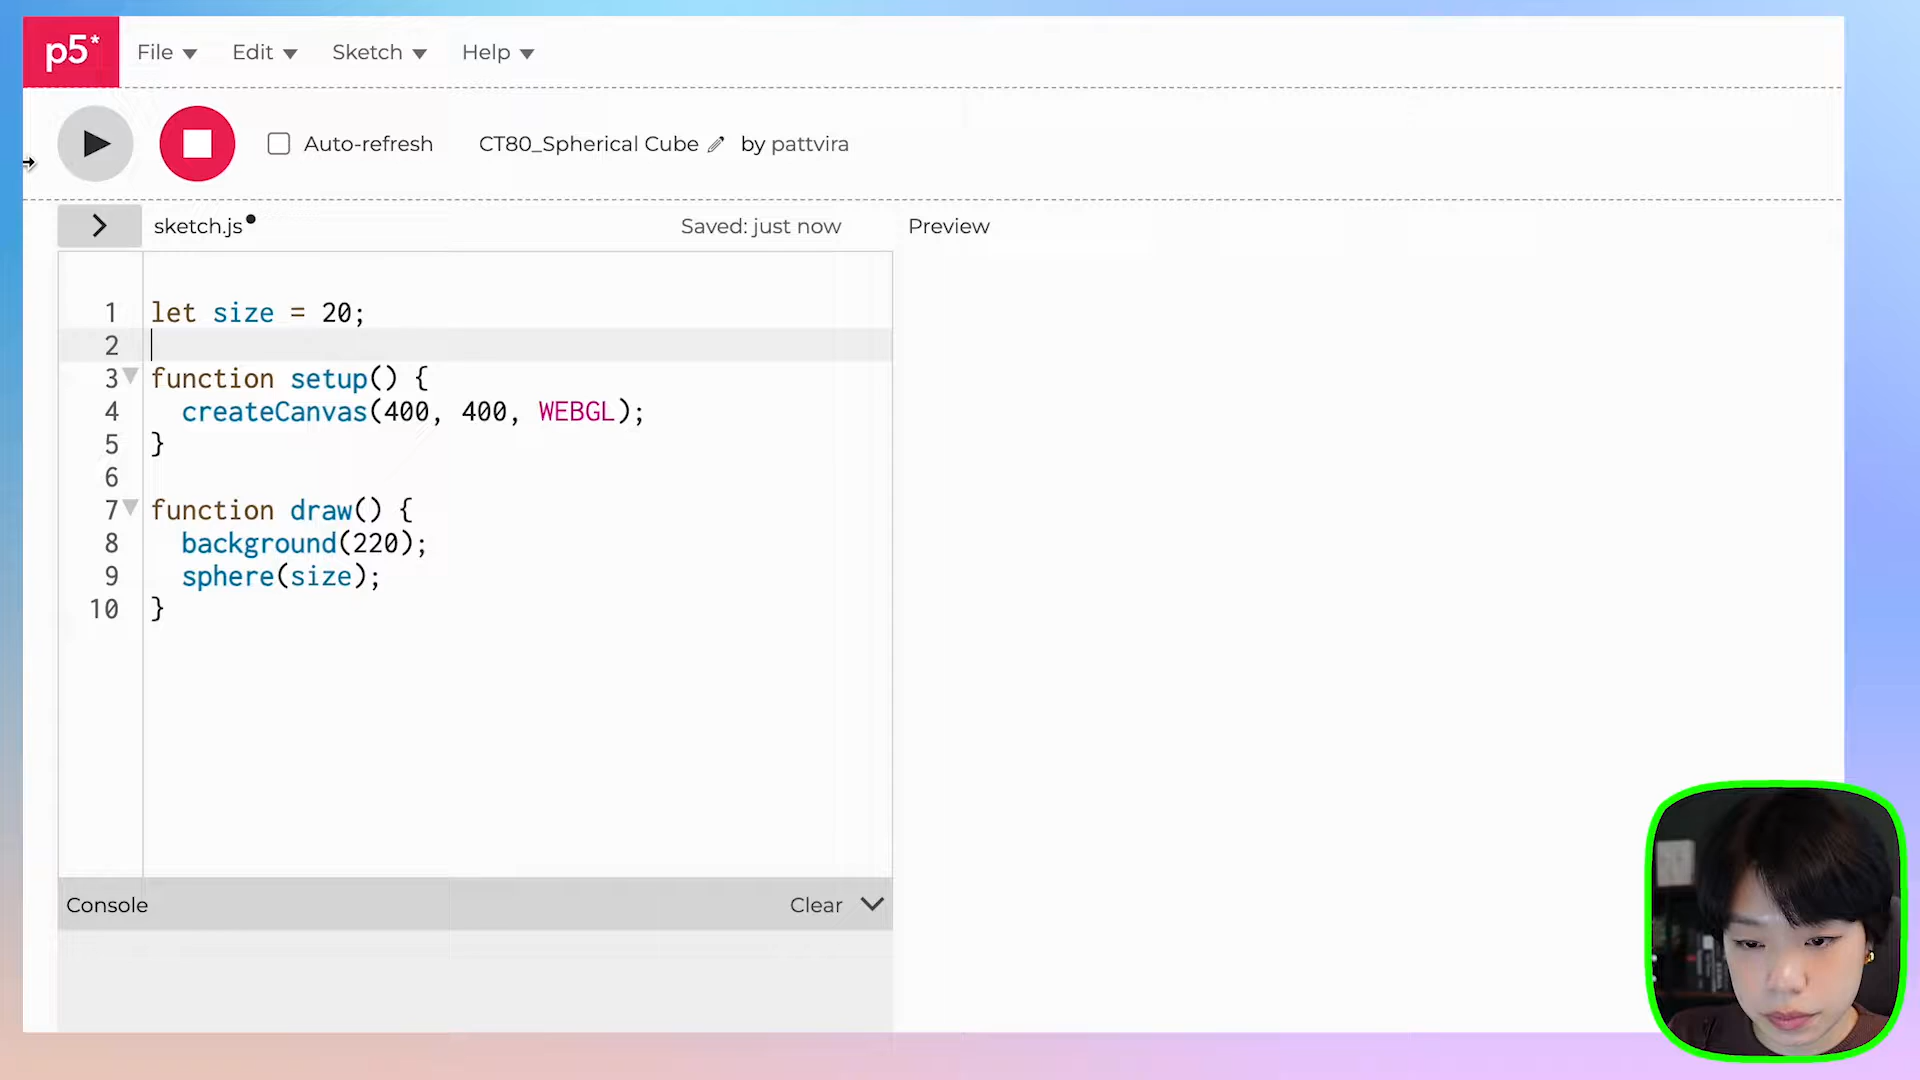 p5* File Edit Sketch Help
Auto-refresh CT80_Spherical Cube by pattvira
sketch.js Saved: just now Preview
1 let size = 20;
2
3 function setup() {
4 createCanvas(400, 400, WEBGL);
5 }
6
7 function draw() {
8 background(220);
9 sphere(size);
10 }
Console Clear